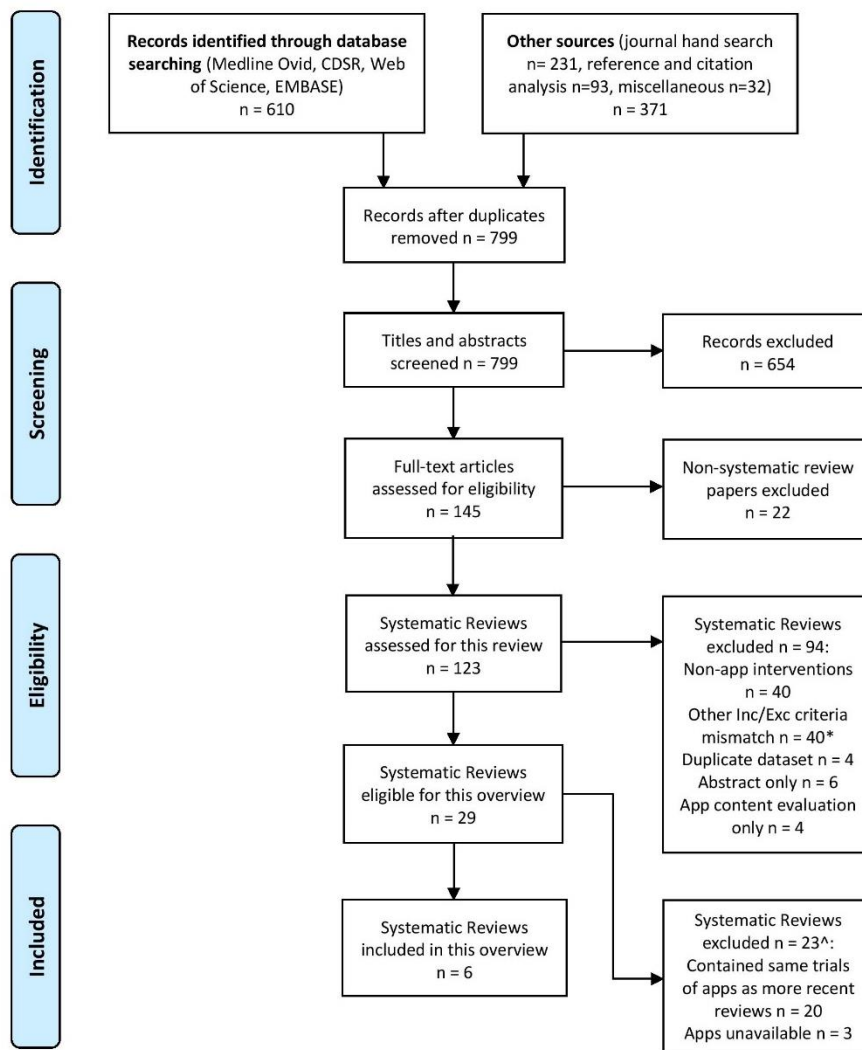 Identification
Records identified through database
searching (Medline Ovid, CDSR, Web
of Science, EMBASE)
n = 610
Other sources (journal hand search
n= 231, reference and citation
analysis n=93, miscellaneous n=32)
n = 371
Records after duplicates
removed n = 799
Screening
Titles and abstracts
screened n = 799
Records excluded
n = 654
Full-text articles
assessed for eligibility
n = 145
Non-systematic review
papers excluded
n = 22
Eligibility
Systematic Reviews
assessed for this review
n = 123
Systematic Reviews
excluded n = 94:
Non-app interventions
n = 40
Other Inc/Exc criteria
mismatch n = 40*
Duplicate dataset n = 4
Abstract only n = 6
App content evaluation
only n = 4
Systematic Reviews
eligible for this overview
n = 29
Included
Systematic Reviews
included in this overview
n = 6
Systematic Reviews
excluded n = 23^:
Contained same trials
of apps as more recent
reviews n = 20
Apps unavailable n = 3